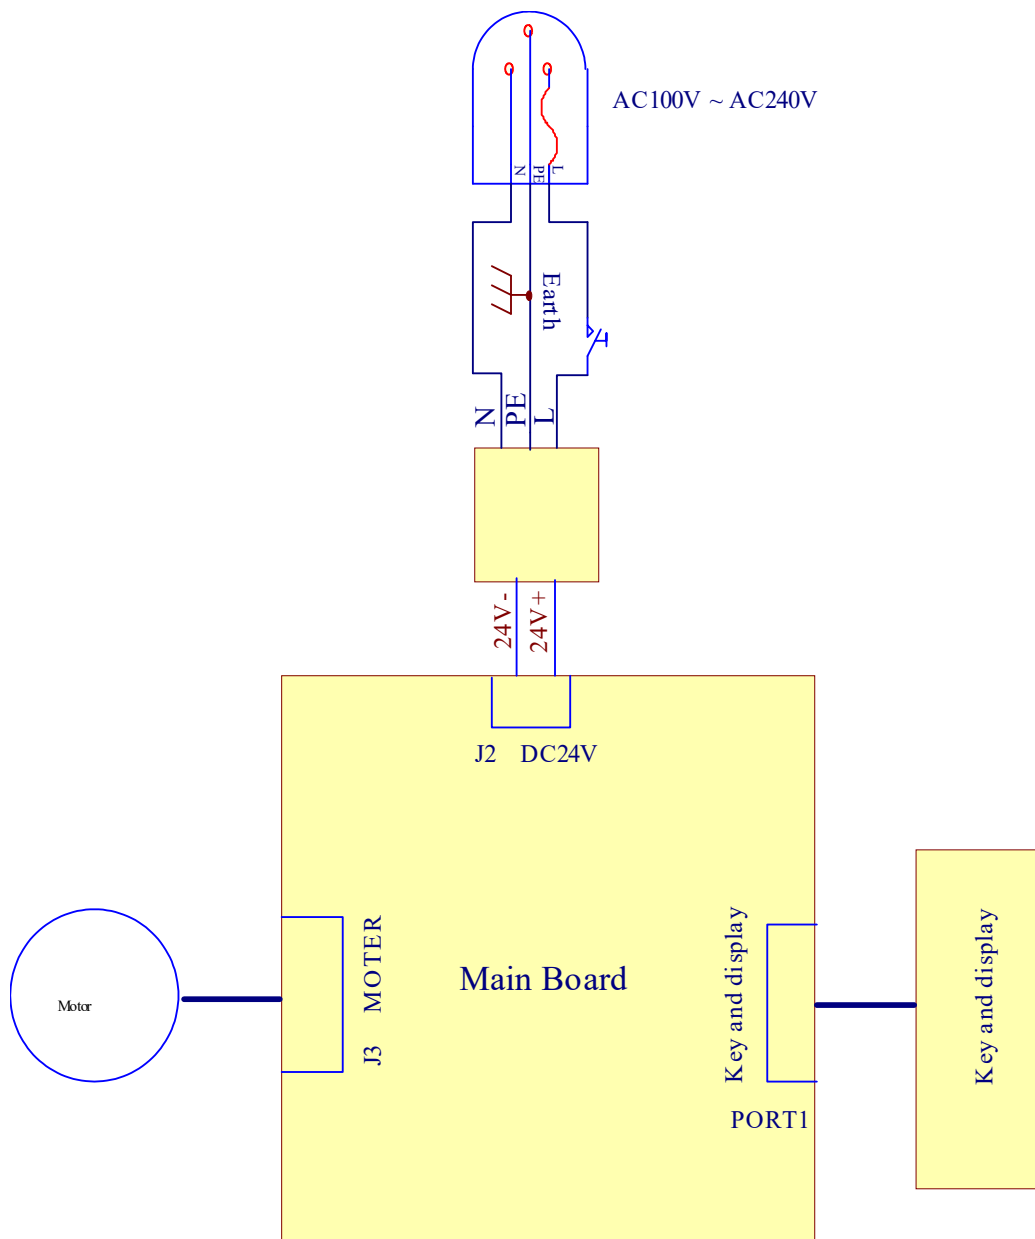 AC100V ~ AC240V
N
PE
L
Earth
N
PE
L
24V-
24V+
J2 DC24V
Motor
J3 MOTER
Main Board
Key and display
PORT1
Key and display